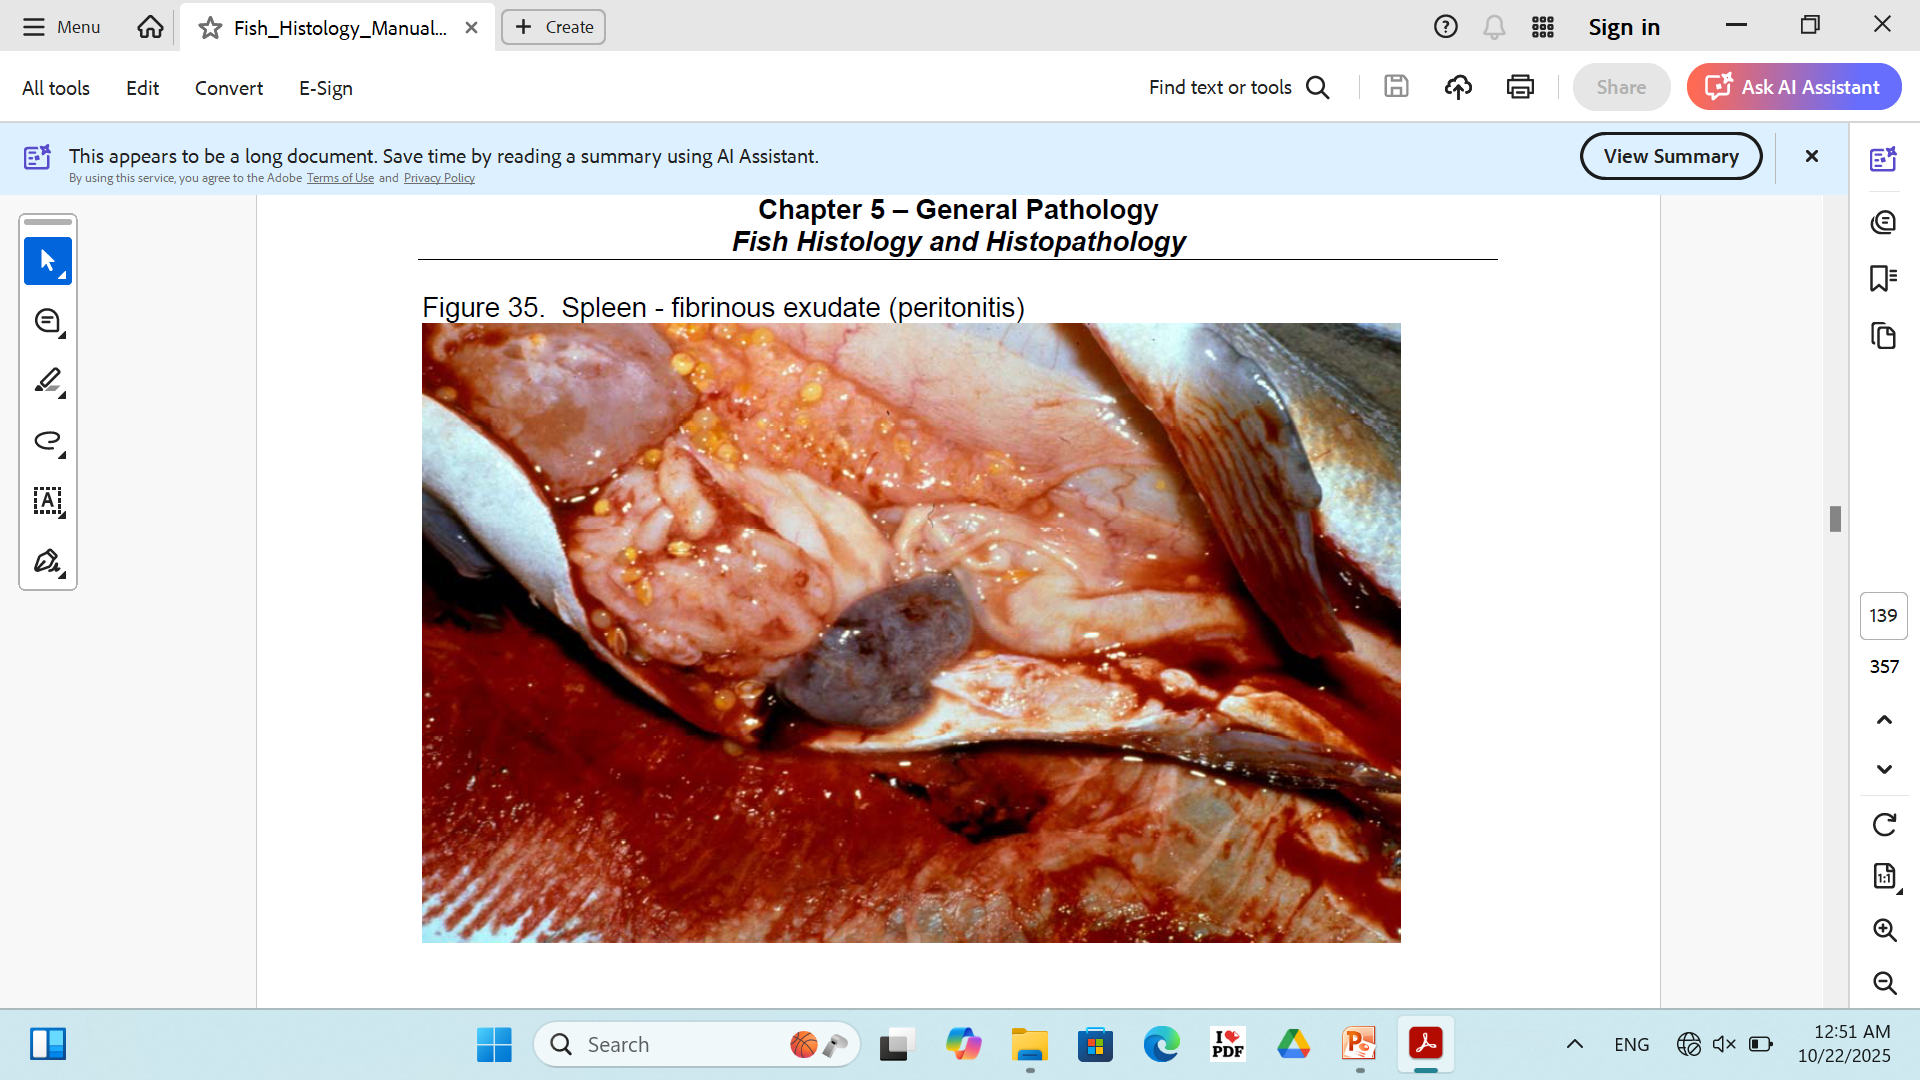 Menu
Fish_Histology_Manual...
Create
Sign in
All tools
Edit
Convert
E-Sign
Find text or tools
Share
Ask AI Assistant
This appears to be a long document. Save time by reading a summary using AI Assistant.
By using this service, you agree to the Adobe Terms of Use and Privacy Policy
View Summary
Chapter 5 – General Pathology
Fish Histology and Histopathology
Figure 35. Spleen - fibrinous exudate (peritonitis)
139
357
1:1
Search
I PDF
ENG
12:51 AM
10/22/2025